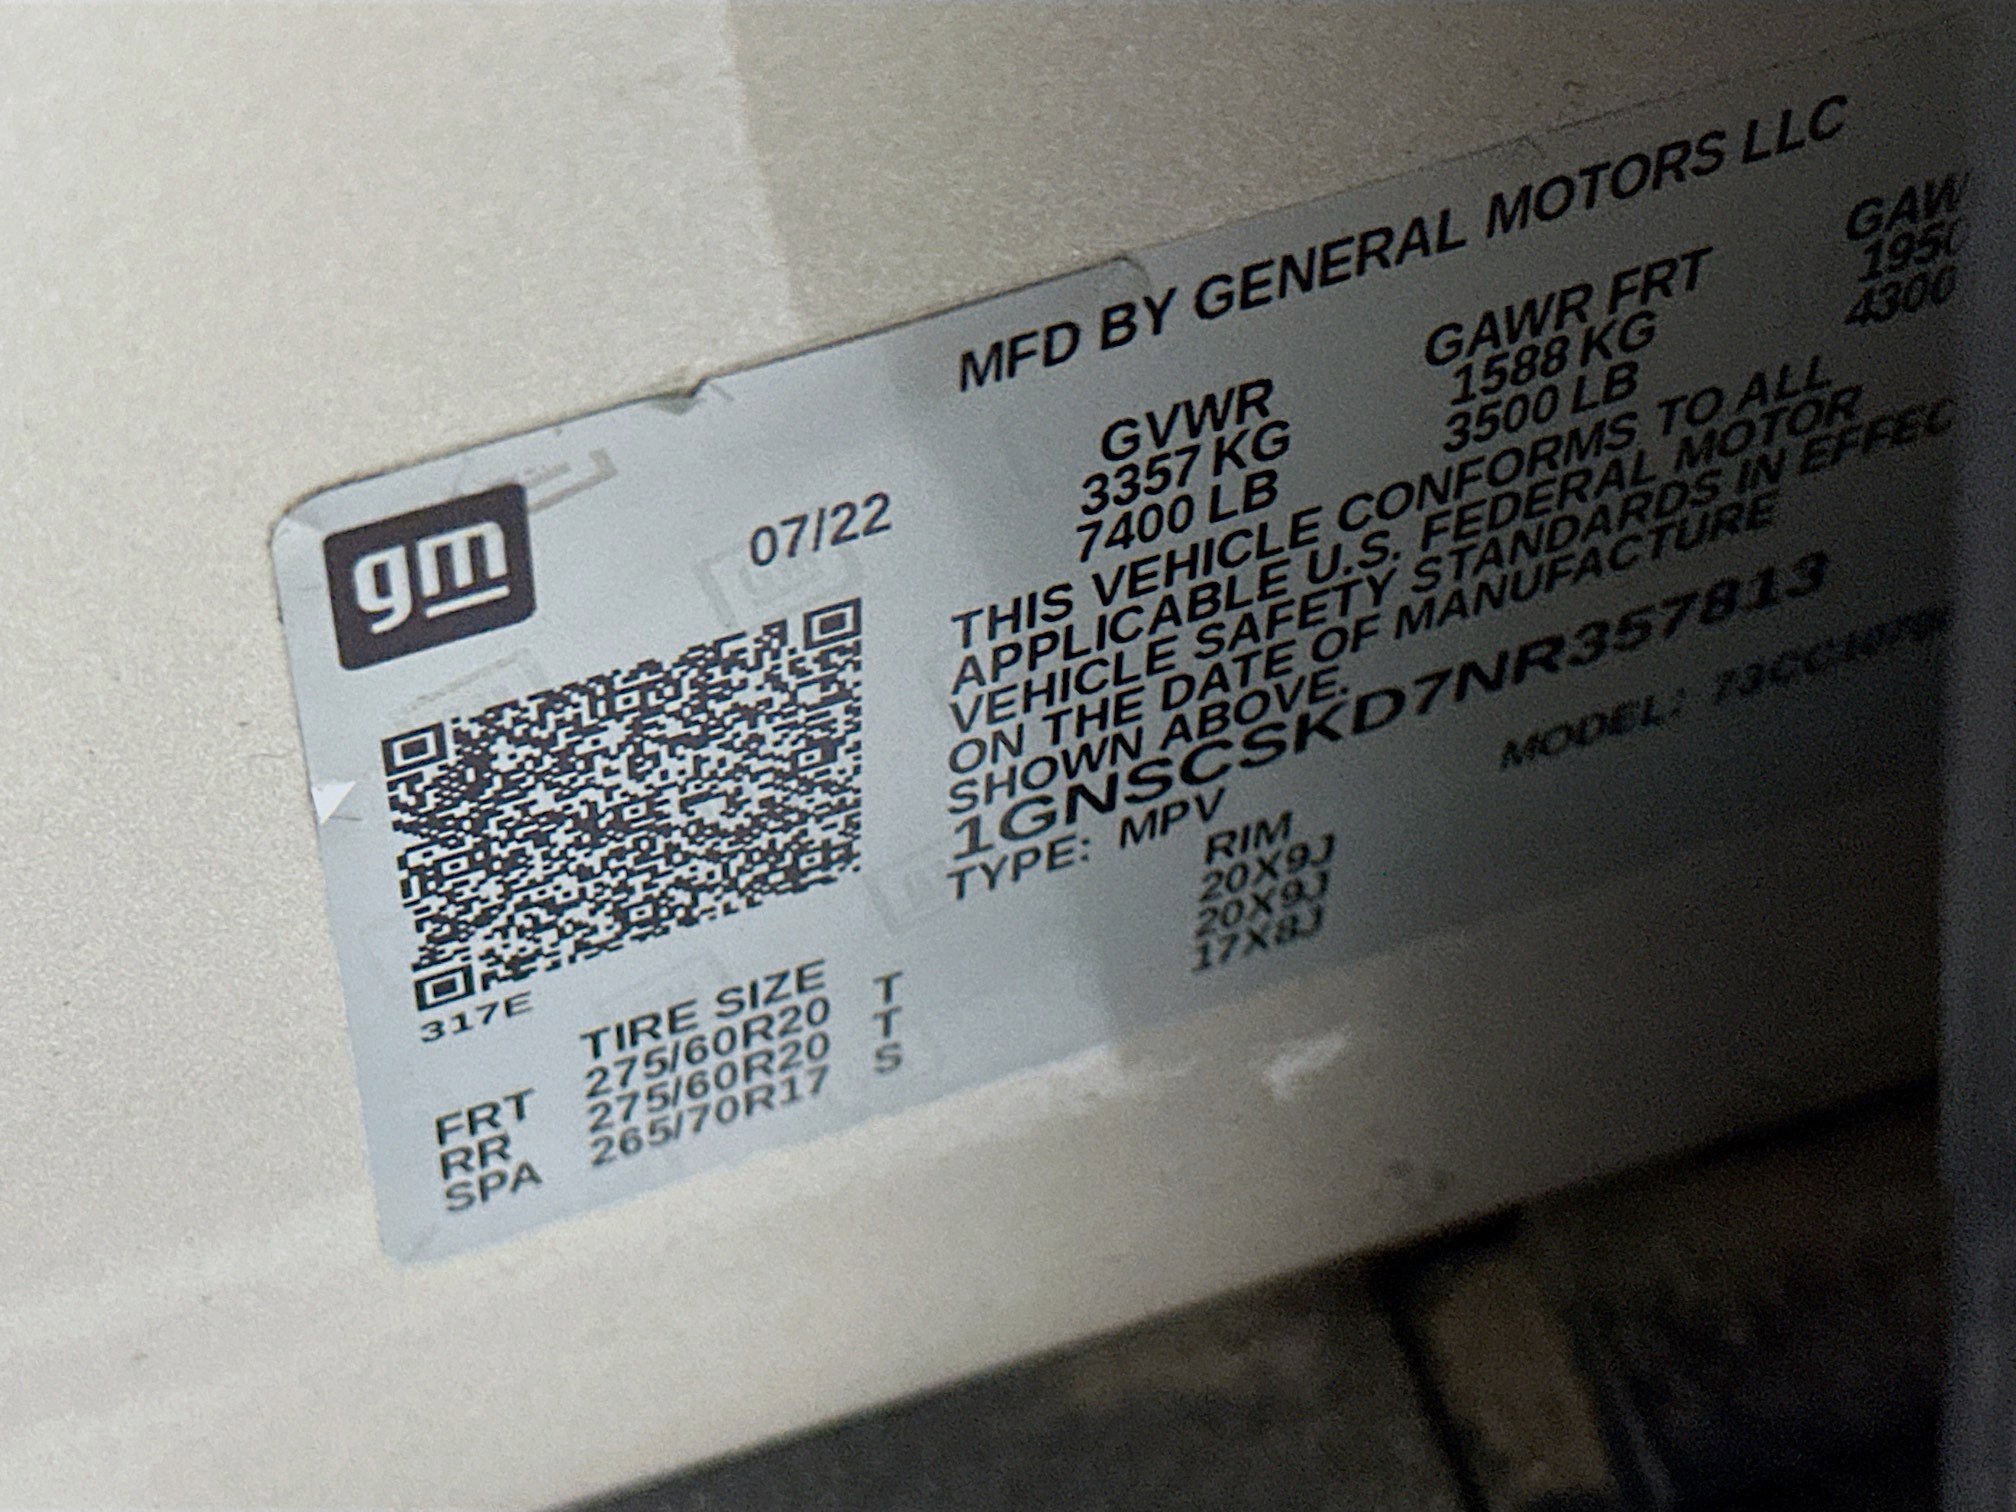 MFD BY GENERAL MOTORS LLC
gm
07/22
GVWR
3357 KG
7400 LB
GAWR FRT
1588 KG
3500 LB
4300
THIS VEHICLE CONFORMS TO ALL
APPLICABLE U.S. FEDERAL MOTOR
VEHICLE SAFETY STANDARDS IN EFFEC
ON THE DATE OF MANUFACTURE
SHOWN ABOVE.
1GNSCSKD7NR357813
TYPE: MPV
MODEL:
317E
TIRE SIZE
RIM
FRT 275/60R20 T 20X9J
RR 275/60R20 T 20X9J
SPA 265/70R17 S 17X8J